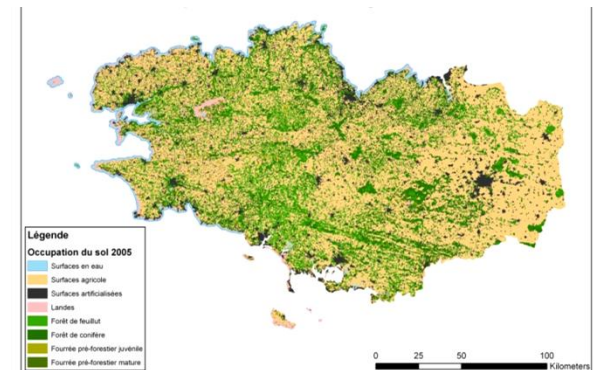 Légende
Occupation du sol 2005
Surfaces en eau
Surfaces agricole
Surfaces artificialisées
Landes
Forêt de feuillut
Forêt de conifère
Fourrée pré-forestier juvénile
Fourrée pré-forestier mature
0 25 50 100
Kilometers